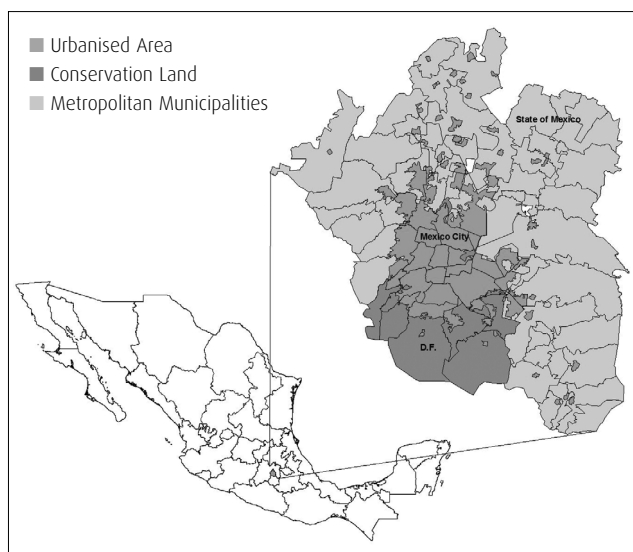 Urbanised Area
Conservation Land
Metropolitan Municipalities
State of Mexico
Mexico City
D.F.